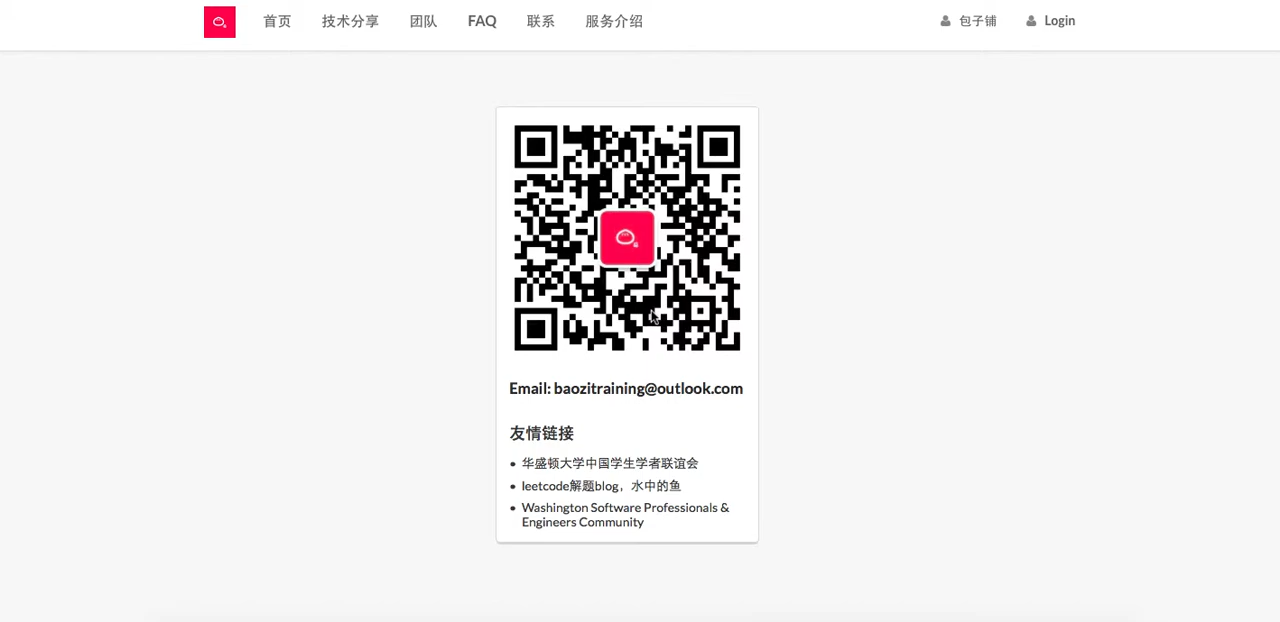 首页 技术分享 团队 FAQ 联系 服务介绍 包子铺 Login
Email: baozitraining@outlook.com
友情链接
华盛顿大学中国学生学者联谊会
leetcode解题blog，水中的鱼
Washington Software Professionals &
Engineers Community